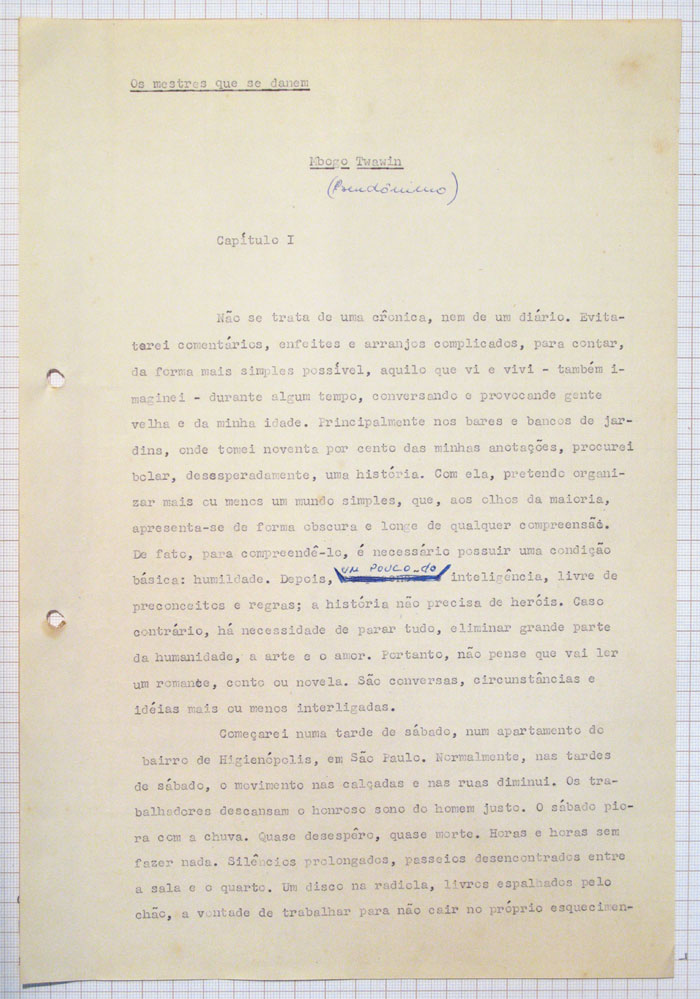 Os mestres que se danem
Mbogo Twawin
(Pseudônimo)
Capítulo I
Não se trata de uma crônica, nem de um diário. Evita-
tarei comentários, enfeites e arranjos complicados, para contar,
da forma mais simples possível, aquilo que vi e vivi - também i-
maginei - durante algum tempo, conversando e provocando gente
velha e da minha idade. Principalmente nos bares e bancos de jar-
dins, onde tomei noventa por cento das minhas anotações, procurei
bolar, desesperadamente, uma história. Com ela, pretendo organi-
zar mais ou menos um mundo simples, que, aos olhos da maioria,
apresenta-se de forma obscura e longe de qualquer compreensão.
De fato, para compreendê-lo, é necessário possuir uma condição
básica: humildade. Depois, UM POUCO de inteligência, livre de
preconceitos e regras; a história não precisa de heróis. Caso
contrário, há necessidade de parar tudo, eliminar grande parte
da humanidade, a arte e o amor. Portanto, não pense que vai ler
um romance, conto ou novela. São conversas, circunstâncias e
idéias mais ou menos interligadas.
Começarei numa tarde de sábado, num apartamento do
bairro de Higienópolis, em São Paulo. Normalmente, nas tardes
de sábado, o movimento nas calçadas e nas ruas diminui. Os tra-
balhadores descansam o honroso sono do homem justo. O sábado pio-
ra com a chuva. Quase desespêro, quase morte. Horas e horas sem
fazer nada. Silêncios prolongados, passeios desencontrados entre
a sala e o quarto. Um disco na radiola, livros espalhados pelo
chão, a vontade de trabalhar para não cair no próprio esquecimen-